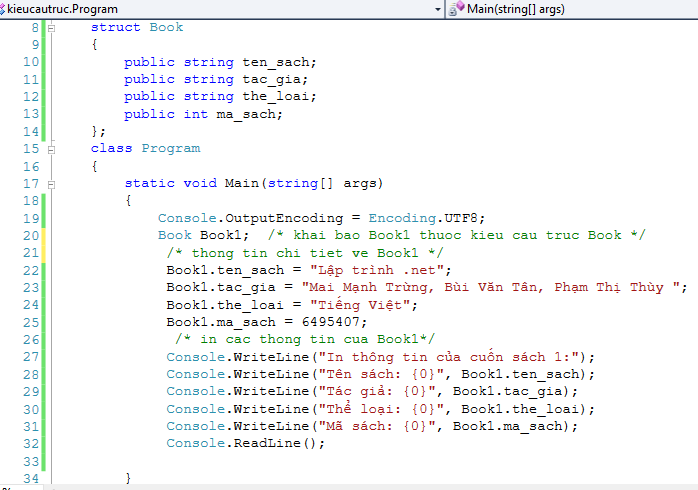 kieucautruc.Program
Main(string[] args)
8 struct Book
9 {
10 public string ten_sach;
11 public string tac_gia;
12 public string the_loai;
13 public int ma_sach;
14 };
15 class Program
16 {
17 static void Main(string[] args)
18 {
19 Console.OutputEncoding = Encoding.UTF8;
20 Book Book1; /* khai bao Book1 thuoc kieu cau truc Book */
21 /* thong tin chi tiet ve Book1 */
22 Book1.ten_sach = "Lập trình .net";
23 Book1.tac_gia = "Mai Mạnh Trừng, Bùi Văn Tân, Phạm Thị Thùy ";
24 Book1.the_loai = "Tiếng Việt";
25 Book1.ma_sach = 6495407;
26 /* in cac thong tin cua Book1*/
27 Console.WriteLine("In thông tin của cuốn sách 1:");
28 Console.WriteLine("Tên sách: {0}", Book1.ten_sach);
29 Console.WriteLine("Tác giả: {0}", Book1.tac_gia);
30 Console.WriteLine("Thể loại: {0}", Book1.the_loai);
31 Console.WriteLine("Mã sách: {0}", Book1.ma_sach);
32 Console.ReadLine();
33
34 }